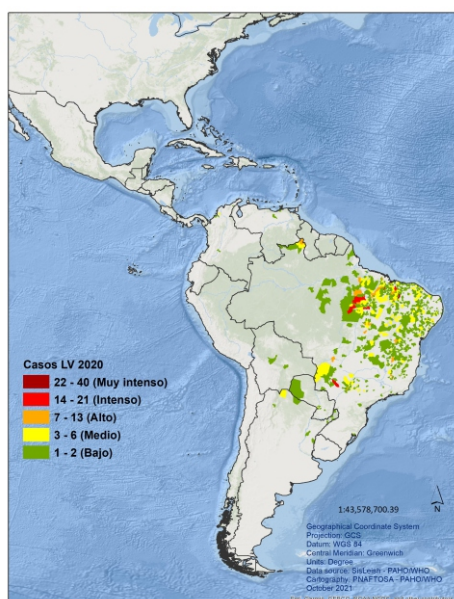 Casos LV 2020
22 - 40 (Muy intenso)
14 - 21 (Intenso)
7 - 13 (Alto)
3 - 6 (Medio)
1 - 2 (Bajo)
1:43,578,700.39
N
Geographical Coordinate System
Projection: GCS
Datum: WGS 84
Central Meridian: Greenwich
Units: Degree
Data source: SisLeish - PAHO/WHO
Cartography: PNAFTOSA - PAHO/WHO
October 2021